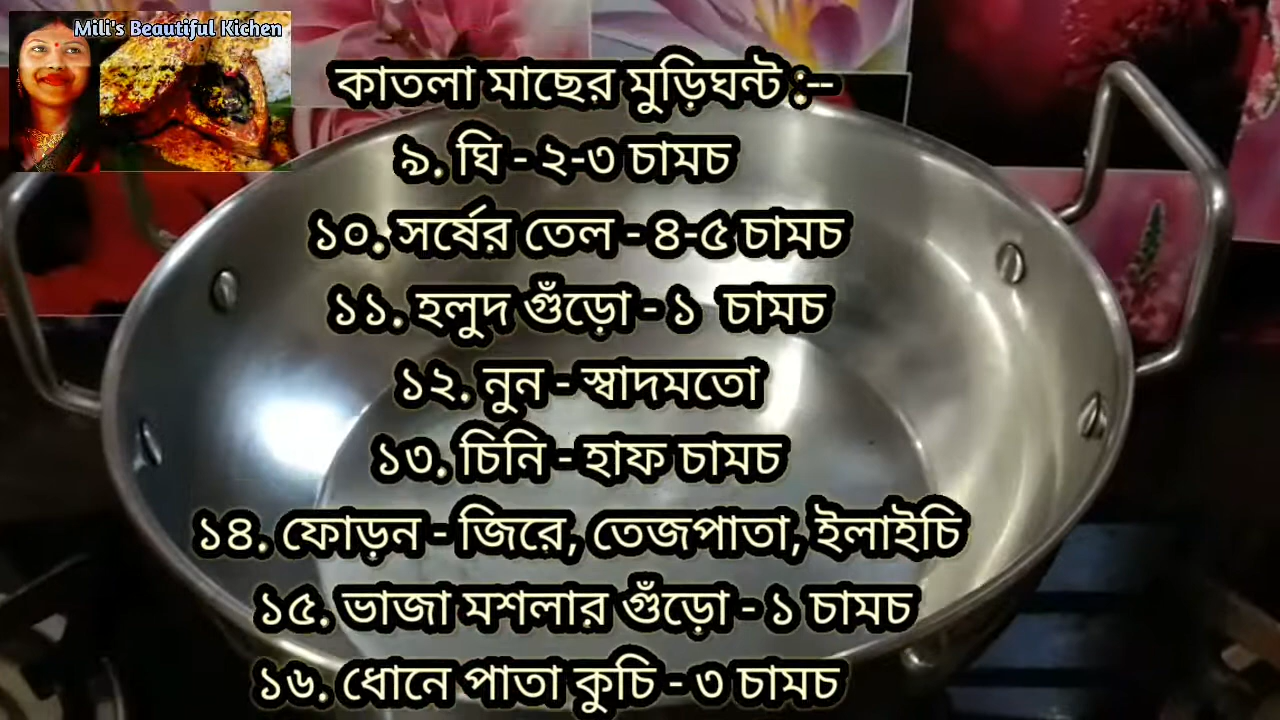 Mili's Beautiful Kichen
কাতলা মাছের মুড়িঘন্ট :--
৯. ঘি - ২-৩ চামচ
১০. সর্ষের তেল - ৪-৫ চামচ
১১. হলুদ গুঁড়ো - ১ চামচ
১২. নুন - স্বাদমতো
১৩. চিনি - হাফ চামচ
১৪. ফোড়ন - জিরে, তেজপাতা, ইলাইচি
১৫. ভাজা মশলার গুঁড়ো - ১ চামচ
১৬. ধোনে পাতা কুচি - ৩ চামচ